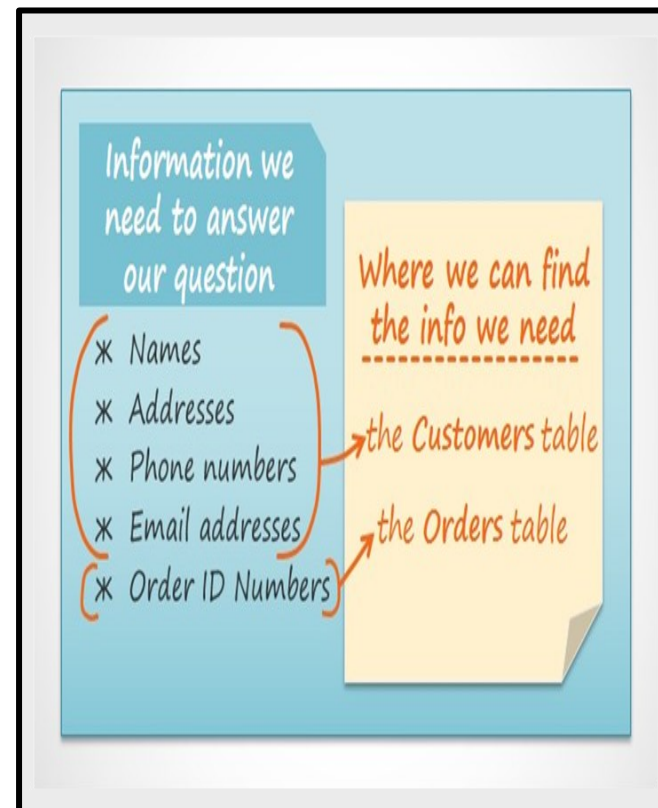 Information we
need to answer
our question
* Names
* Addresses
* Phone numbers
* Email addresses
* Order ID Numbers
Where we can find
the info we need
the Customers table
the Orders table